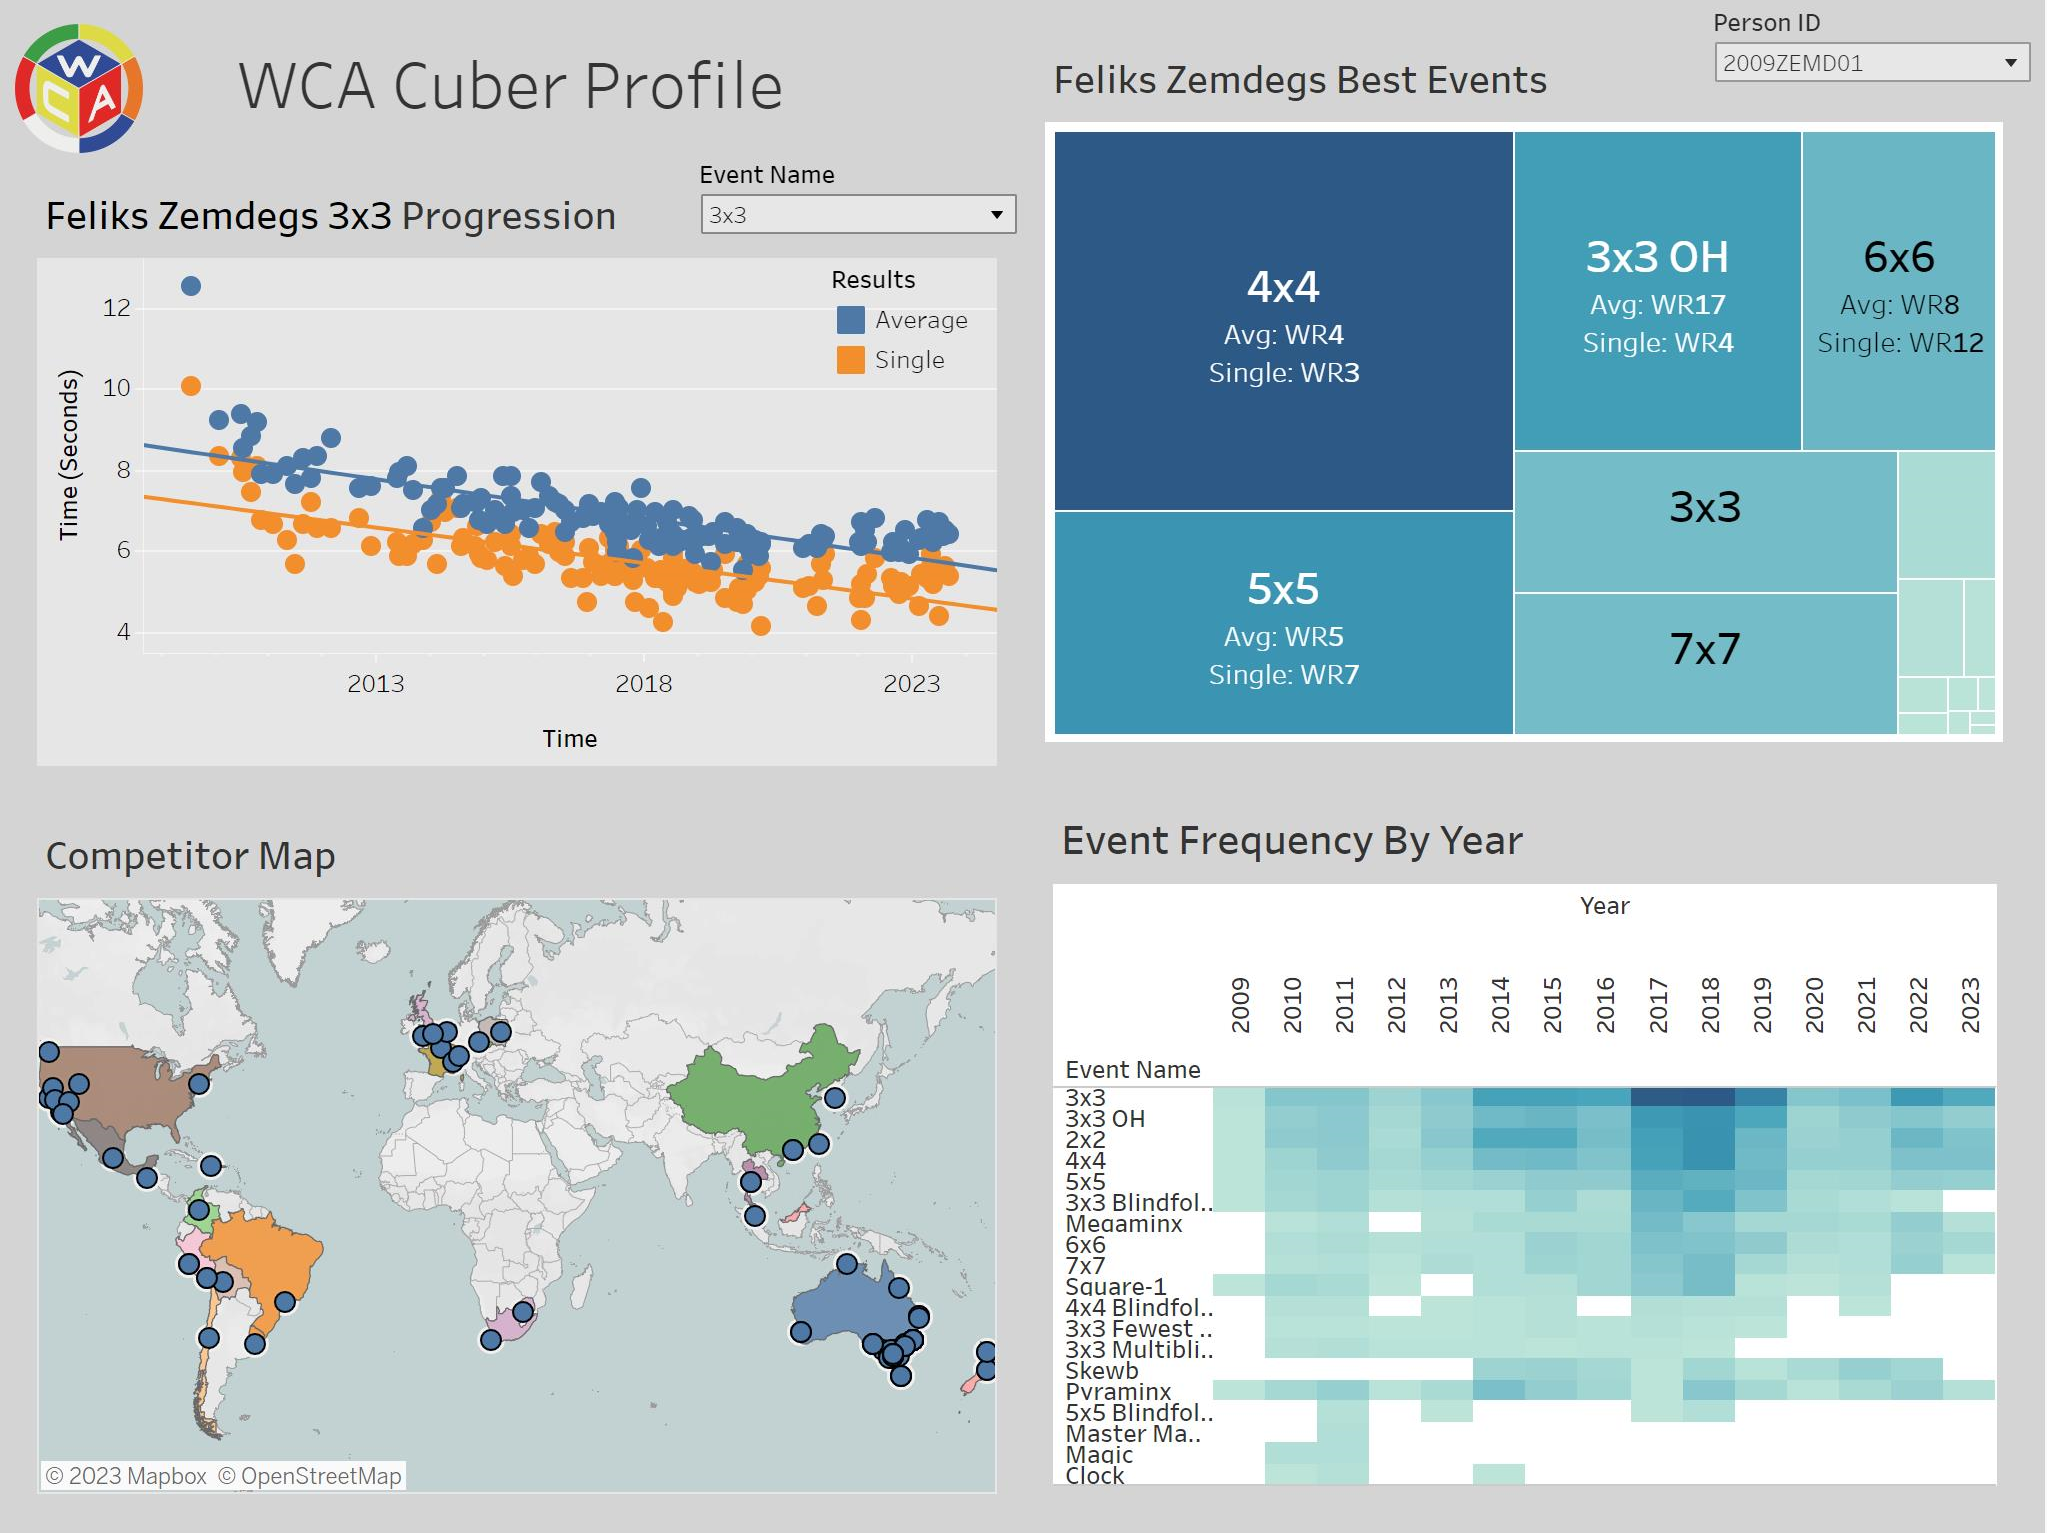 W
C
A
WCA Cuber Profile
Feliks Zemdegs 3x3 Progression
Event Name
3x3
Results
Average
Single
Time (Seconds)
12
10
8
6
4
2013
2018
2023
Time
Person ID
2009ZEMD01
Feliks Zemdegs Best Events
4x4
Avg: WR4
Single: WR3
3x3 OH
Avg: WR17
Single: WR4
6x6
Avg: WR8
Single: WR12
5x5
Avg: WR5
Single: WR7
3x3
7x7
Competitor Map
© 2023 Mapbox © OpenStreetMap
Event Frequency By Year
Year
2009 2010 2011 2012 2013 2014 2015 2016 2017 2018 2019 2020 2021 2022 2023
Event Name
3x3
3x3 OH
2x2
4x4
5x5
3x3 Blindfol..
Megaminx
6x6
7x7
Square-1
4x4 Blindfol..
3x3 Fewest ..
3x3 Multibli..
Skewb
Pyraminx
5x5 Blindfol..
Master Ma..
Magic
Clock